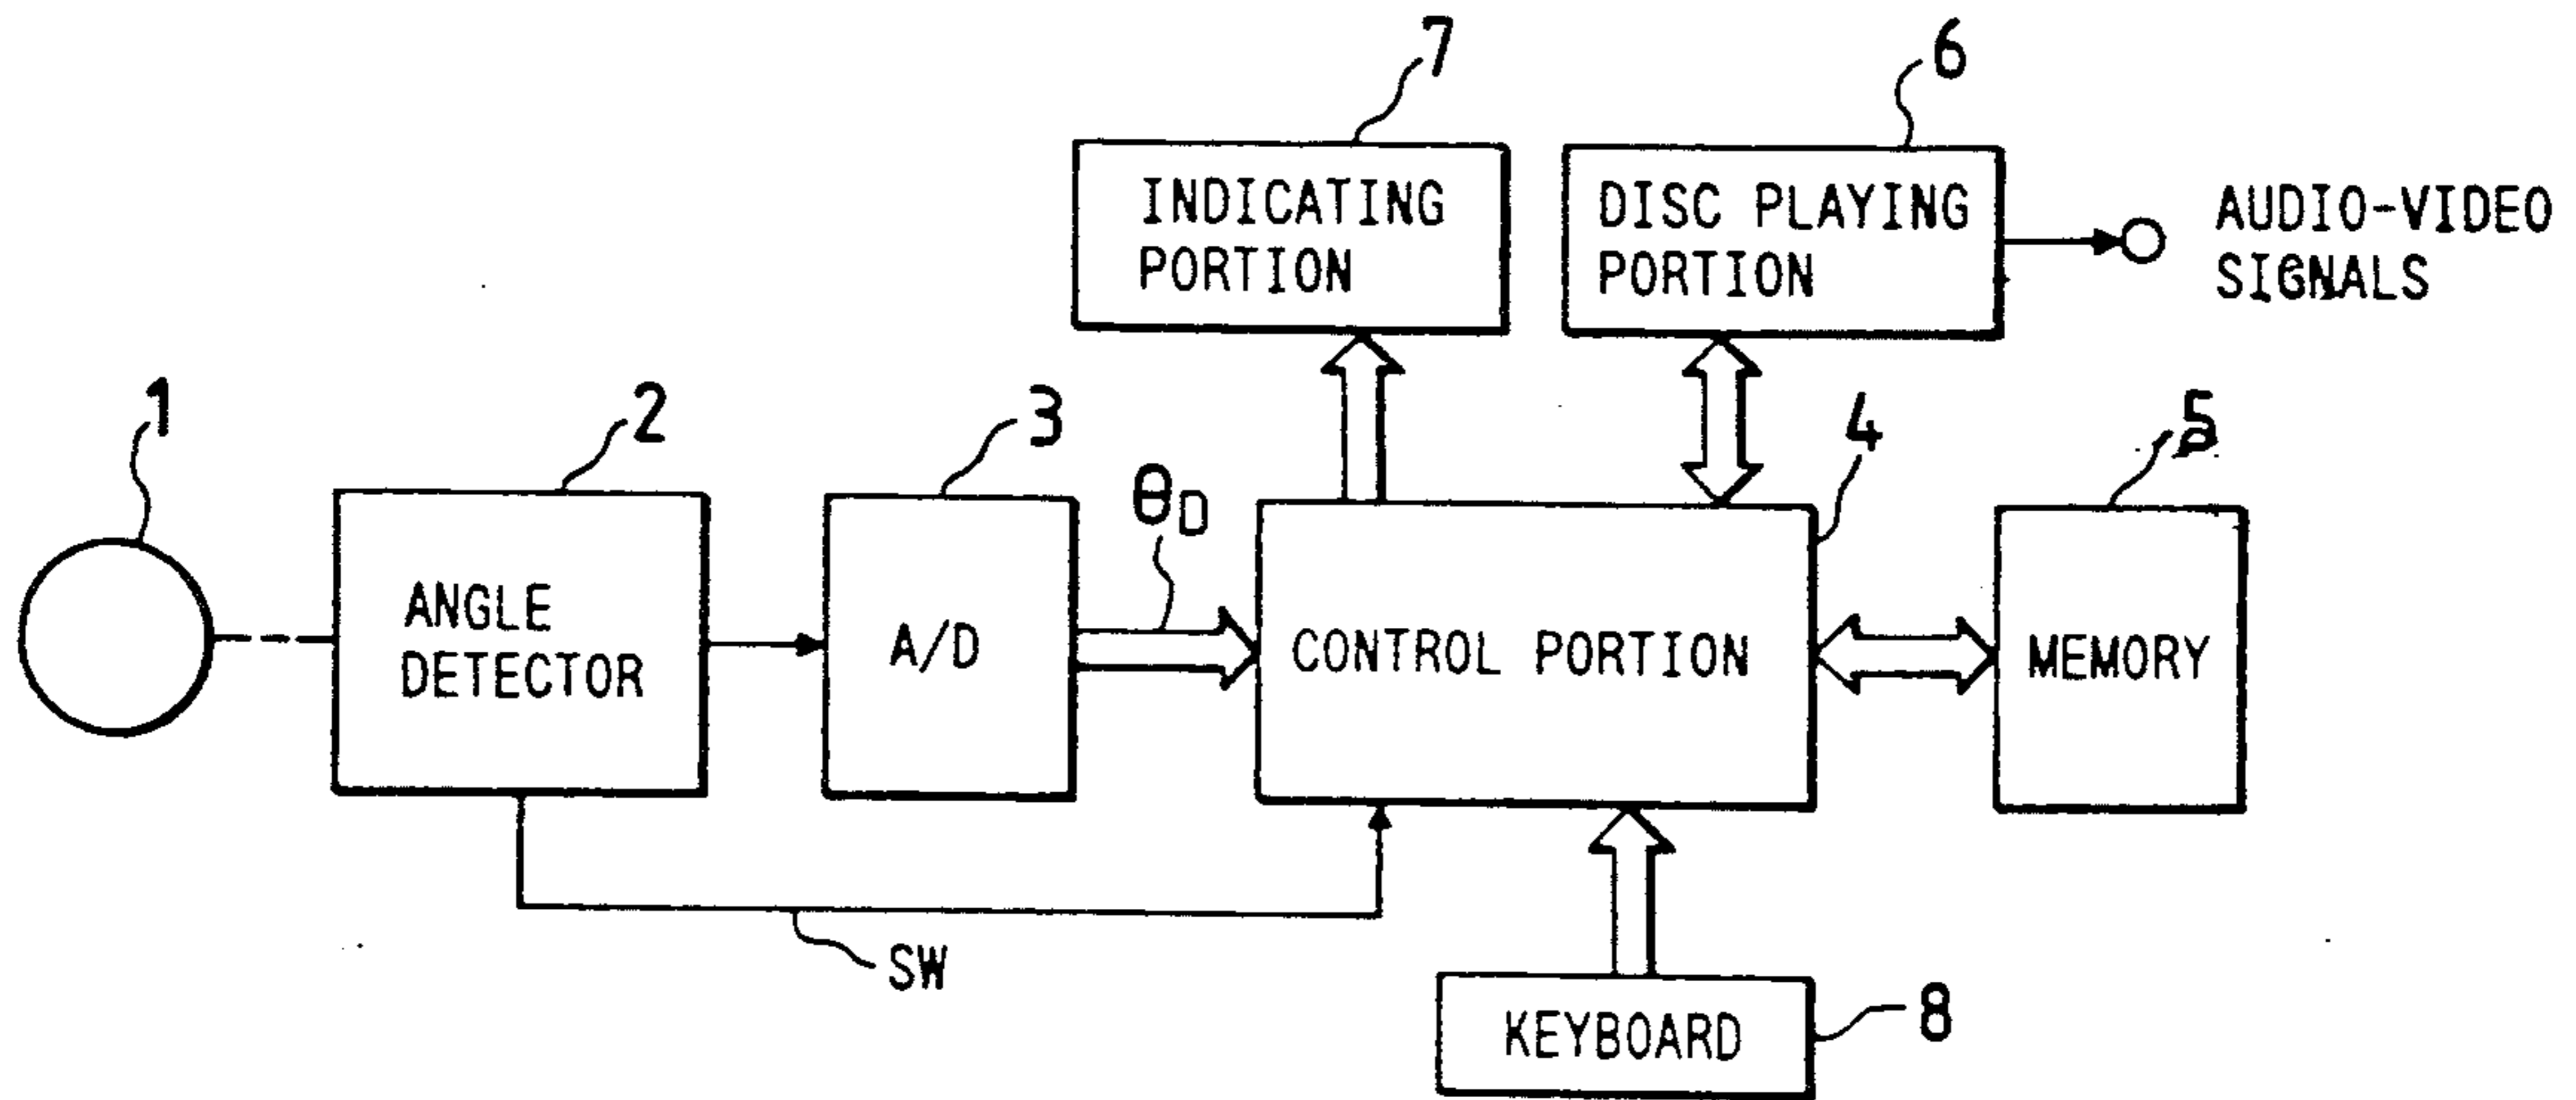 7
6
INDICATING
PORTION
DISC PLAYING
PORTION
AUDIO-VIDEO
SIGNALS
1
2
3
θD
4
5
ANGLE
DETECTOR
A/D
CONTROL PORTION
MEMORY
SW
KEYBOARD
8